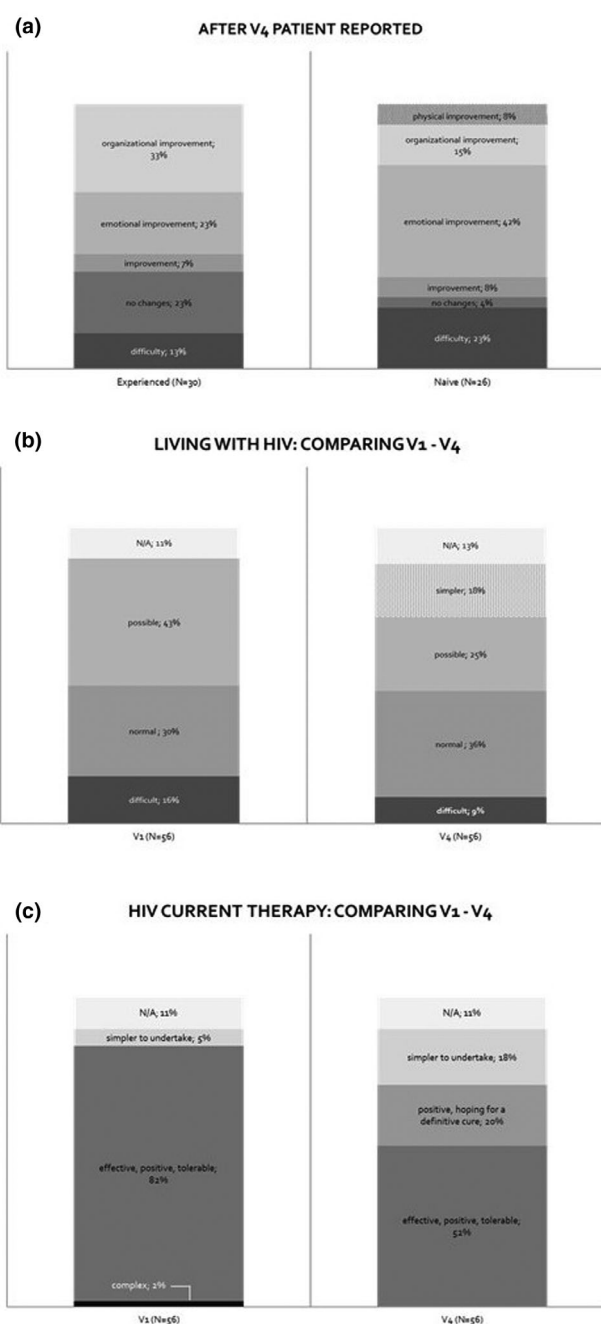 (a)
AFTER V4 PATIENT REPORTED
organizational improvement;
33%
emotional improvement; 23%
improvement; 7%
no changes; 23%
difficulty; 13%
Experienced (N=30)
physical improvement; 8%
organizational improvement;
15%
emotional improvement; 42%
improvement; 8%
no changes; 4%
difficulty; 23%
Naive (N=26)
(b)
LIVING WITH HIV: COMPARING V1 - V4
N/A; 11%
possible; 43%
normal ; 30%
difficult; 16%
V1 (N=56)
N/A; 13%
simpler; 18%
possible; 25%
normal ; 36%
difficult; 9%
V4 (N=56)
(c)
HIV CURRENT THERAPY: COMPARING V1 - V4
N/A; 11%
simpler to undertake; 5%
effective, positive, tolerable;
82%
complex; 2%
V1 (N=56)
N/A; 11%
simpler to undertake; 18%
positive, hoping for a
definitive cure; 20%
effective, positive, tolerable;
52%
V4 (N=56)